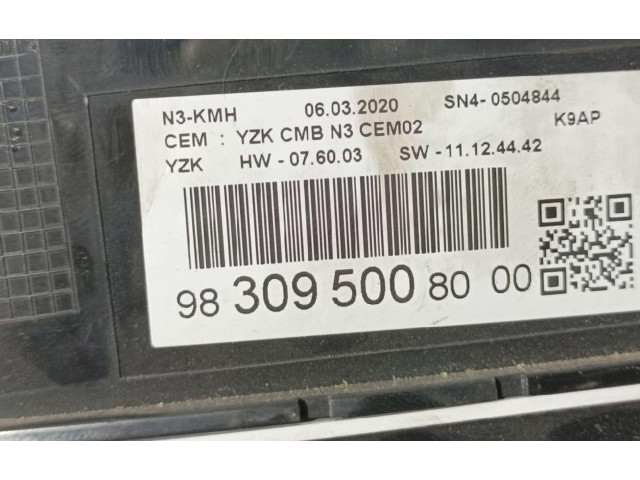 N3-KMH 06.03.2020 SN4-0504844
CEM : YZK CMB N3 CEM02 K9AP
YZK HW -07.60.03 SW -11.12.44.42
98 309 500 80 00